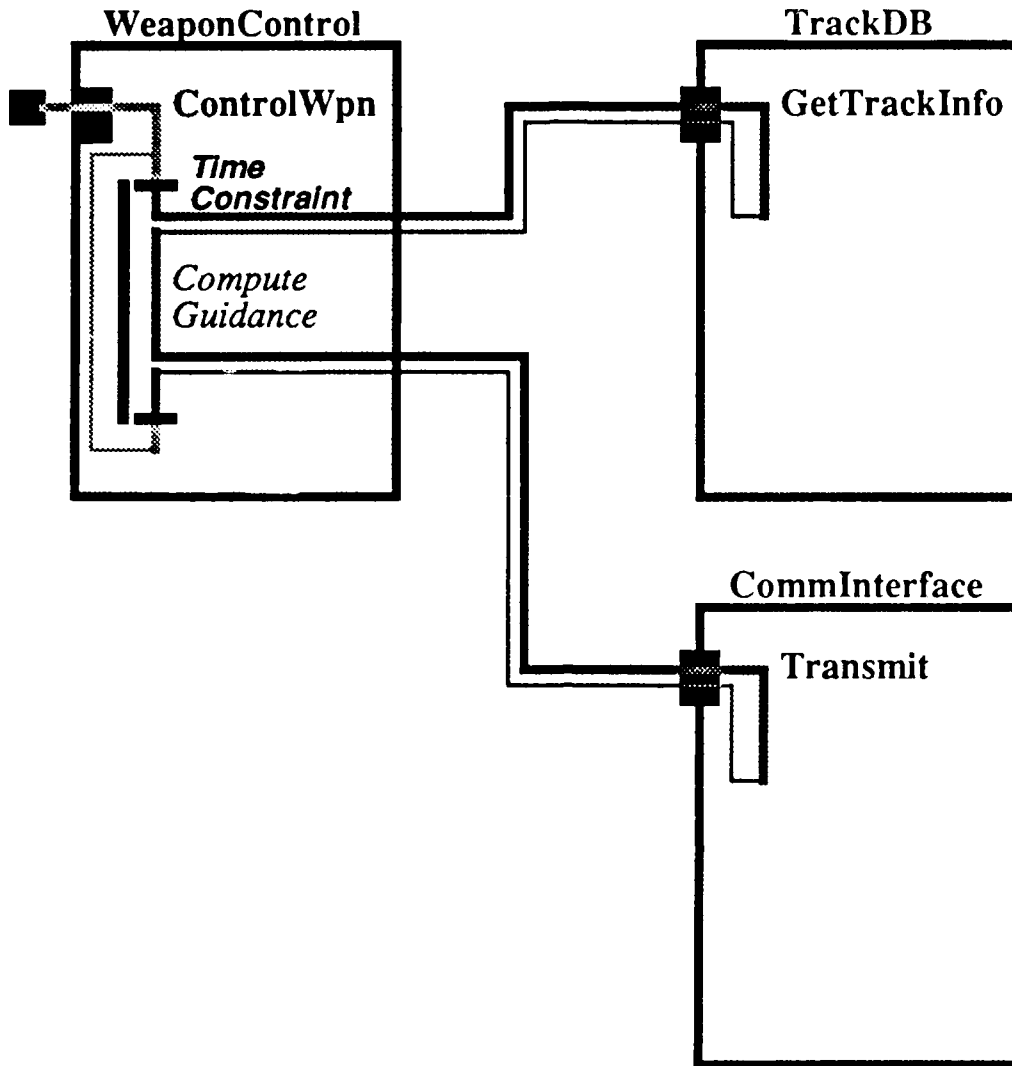 WeaponControl
TrackDB
ControlWpn
GetTrackInfo
Time
Constraint
Compute
Guidance
CommInterface
Transmit